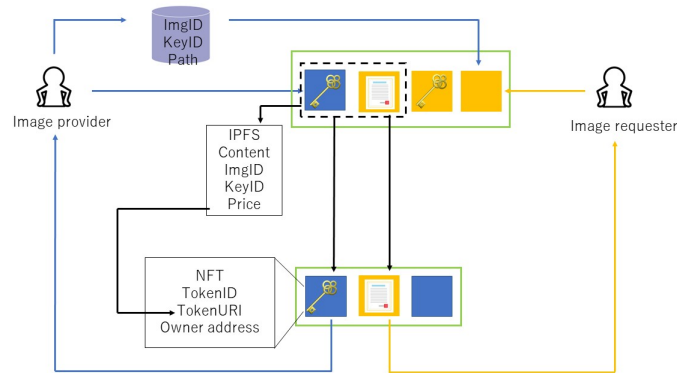 ImgID
KeyID
Path
Image provider
Image requester
IPFS
Content
ImgID
KeyID
Price
NFT
TokenID
TokenURI
Owner address